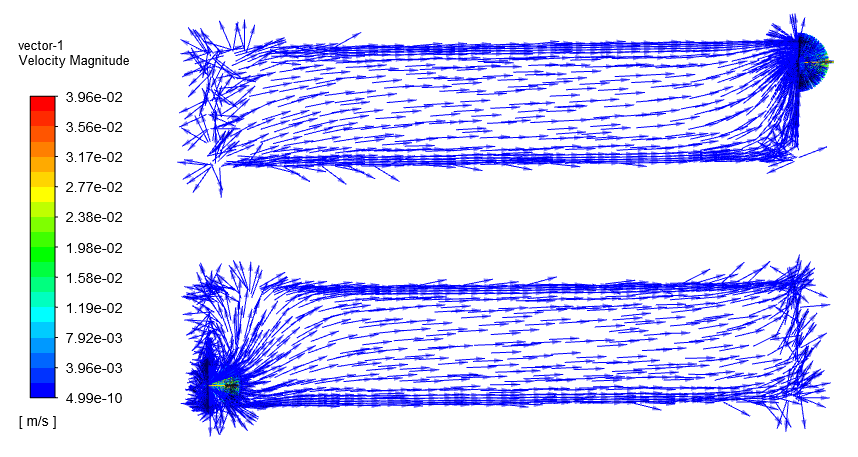 vector-1
Velocity Magnitude
3.96e-02
3.56e-02
3.17e-02
2.77e-02
2.38e-02
1.98e-02
1.58e-02
1.19e-02
7.92e-03
3.96e-03
4.99e-10
[ m/s ]